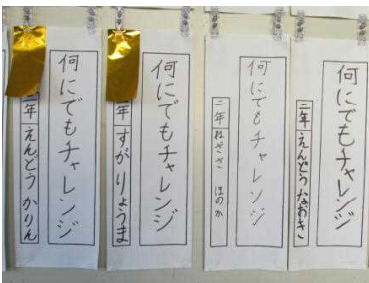 何にでもチャレンジ
二年 えんどう なおき
何にでもチャレンジ
二年 ほのか
何にでもチャレンジ
年 すが りょうま
何にでもチャレンジ
二年 えんどう かりん